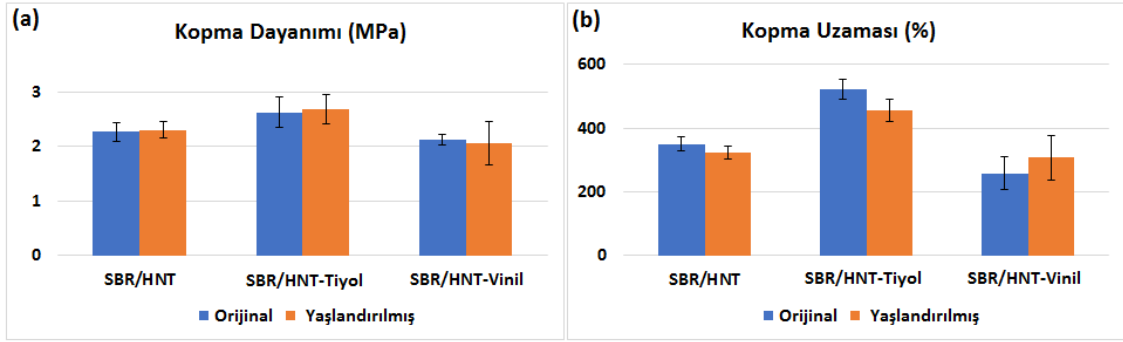 (a)
Kopma Dayanımı (MPa)
3
2
1
0
SBR/HNT
SBR/HNT-Tiyol
SBR/HNT-Vinil
Orijinal
Yaşlandırılmış
(b)
Kopma Uzaması (%)
600
400
200
0
SBR/HNT
SBR/HNT-Tiyol
SBR/HNT-Vinil
Orijinal
Yaşlandırılmış